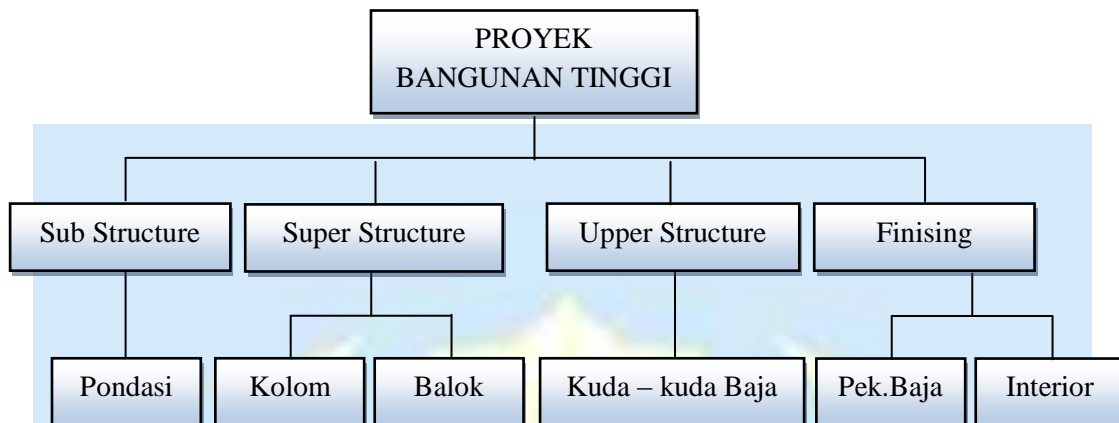 PROYEK
BANGUNAN TINGGI
Sub Structure
Super Structure
Upper Structure
Finising
Pondasi
Kolom
Balok
Kuda – kuda Baja
Pek.Baja
Interior